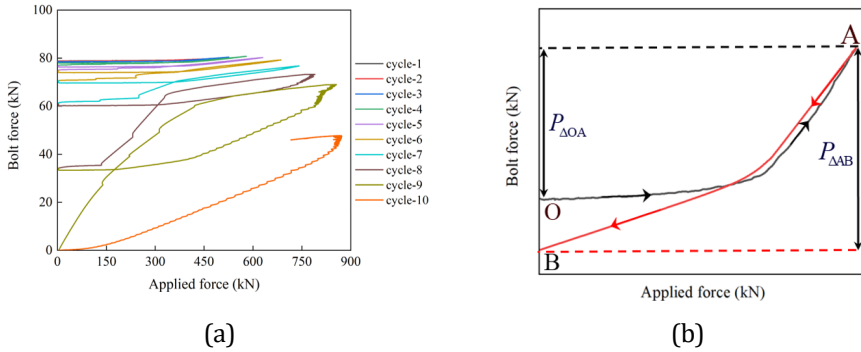 100
80
60
40
20
0
Bolt force (kN)
0
150
300
450
600
750
900
Applied force (kN)
cycle-1
cycle-2
cycle-3
cycle-4
cycle-5
cycle-6
cycle-7
cycle-8
cycle-9
cycle-10
(a)
A
P_ΔOA
P_ΔAB
O
B
Bolt force (kN)
Applied force (kN)
(b)